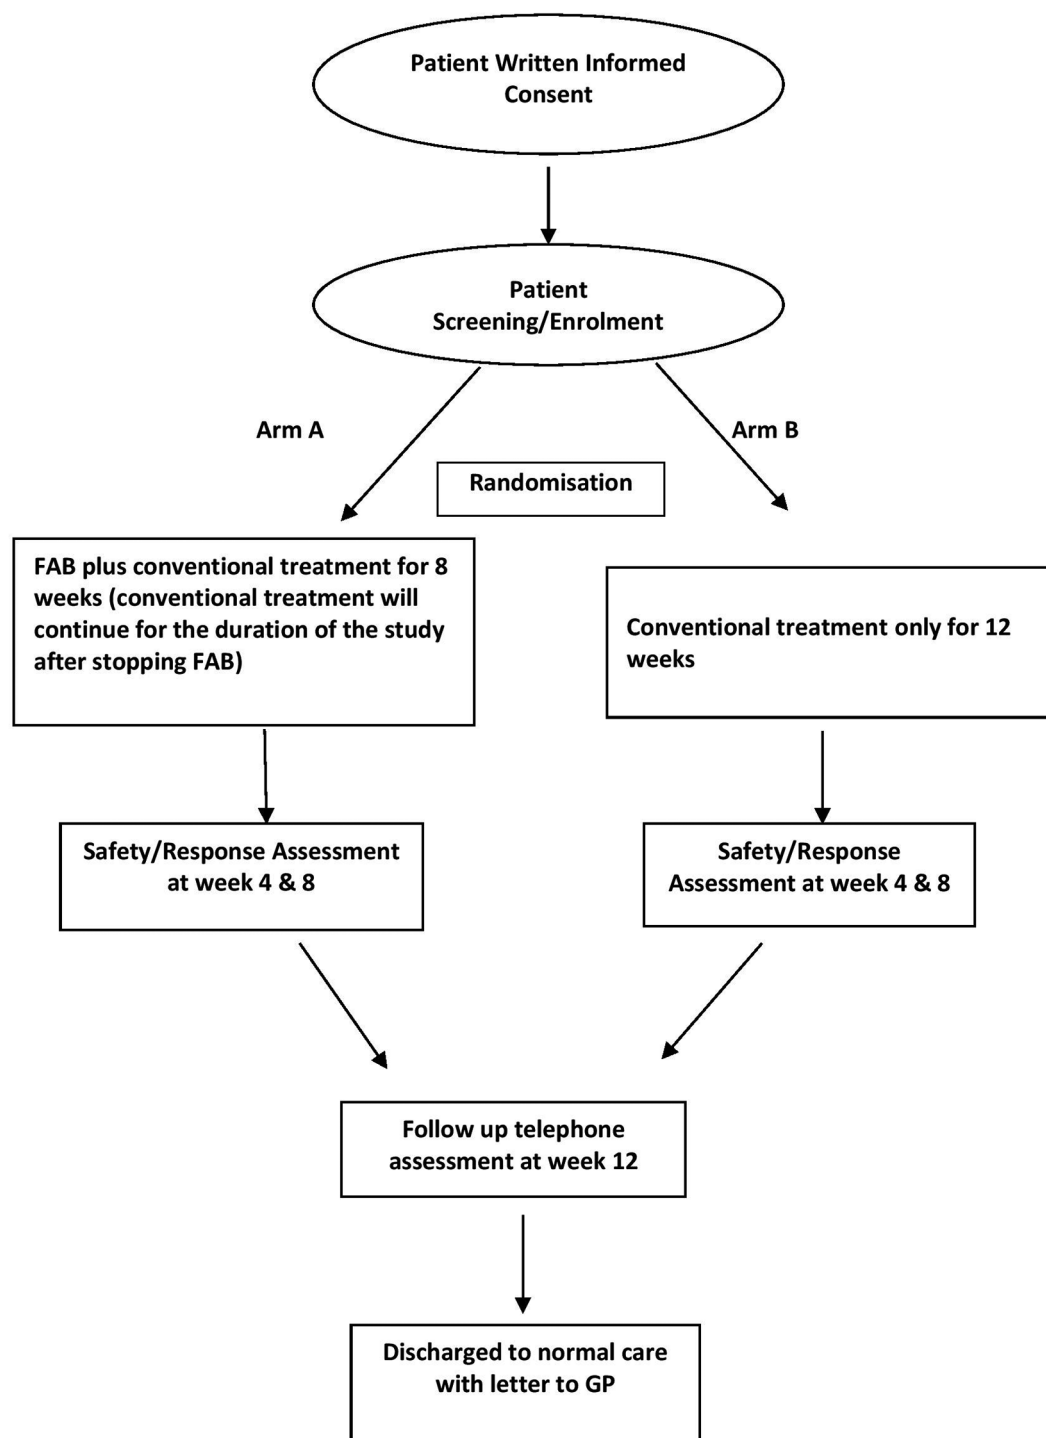 Patient Written Informed
Consent
Patient
Screening/Enrolment
Arm A
Arm B
Randomisation
FAB plus conventional treatment for 8
weeks (conventional treatment will
continue for the duration of the study
after stopping FAB)
Conventional treatment only for 12
weeks
Safety/Response Assessment
at week 4 & 8
Safety/Response
Assessment at week 4 & 8
Follow up telephone
assessment at week 12
Discharged to normal care
with letter to GP